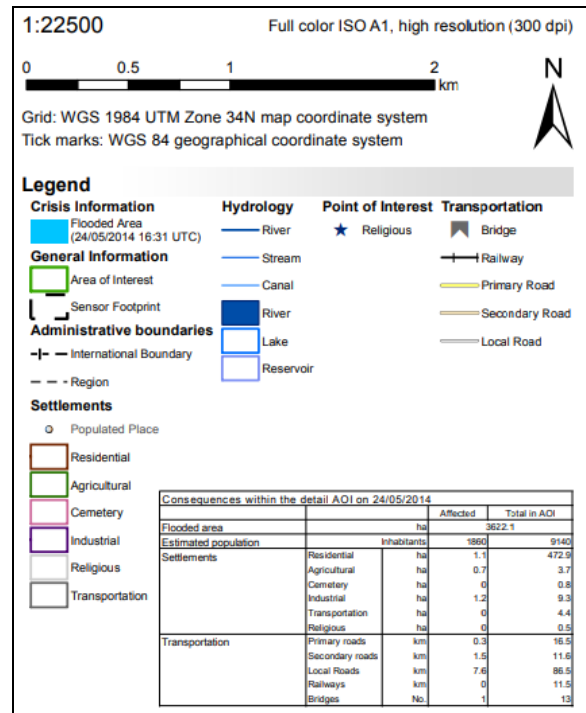 1:22500 Full color ISO A1, high resolution (300 dpi)
0 0.5 1 2
km
N
Grid: WGS 1984 UTM Zone 34N map coordinate system
Tick marks: WGS 84 geographical coordinate system
Legend
Crisis Information
Flooded Area
(24/05/2014 16:31 UTC)
General Information
Area of Interest
Sensor Footprint
Administrative boundaries
International Boundary
Region
Settlements
Populated Place
Residential
Agricultural
Cemetery
Industrial
Religious
Transportation
Hydrology
River
Stream
Canal
River
Lake
Reservoir
Point of Interest
Religious
Transportation
Bridge
Railway
Primary Road
Secondary Road
Local Road
Consequences within the detail AOI on 24/05/2014
Affected Total in AOI
Flooded area ha 3622.1
Estimated population Inhabitants 1860 9140
Settlements Residential ha 1.1 472.9
Agricultural ha 0.7 3.7
Cemetery ha 0 0.8
Industrial ha 1.2 9.3
Transportation ha 0 4.4
Religious ha 0 0.5
Transportation Primary roads km 0.3 16.5
Secondary roads km 1.5 11.6
Local Roads km 7.6 86.5
Railways km 0 11.5
Bridges No. 1 13